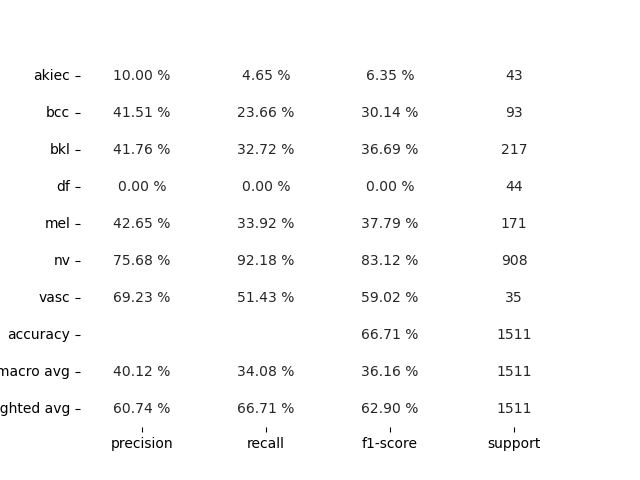 akiec – 10.00 % 4.65 % 6.35 % 43
bcc – 41.51 % 23.66 % 30.14 % 93
bkl – 41.76 % 32.72 % 36.69 % 217
df – 0.00 % 0.00 % 0.00 % 44
mel – 42.65 % 33.92 % 37.79 % 171
nv – 75.68 % 92.18 % 83.12 % 908
vasc – 69.23 % 51.43 % 59.02 % 35
accuracy – 66.71 % 1511
macro avg – 40.12 % 34.08 % 36.16 % 1511
ghted avg – 60.74 % 66.71 % 62.90 % 1511
precision recall f1-score support